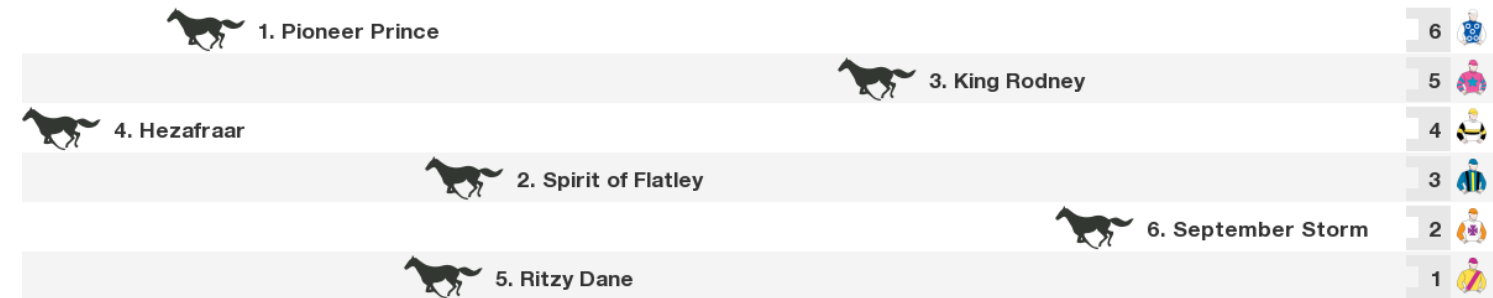 1. Pioneer Prince 6
3. King Rodney 5
4. Hezafraar 4
2. Spirit of Flatley 3
6. September Storm 2
5. Ritzy Dane 1